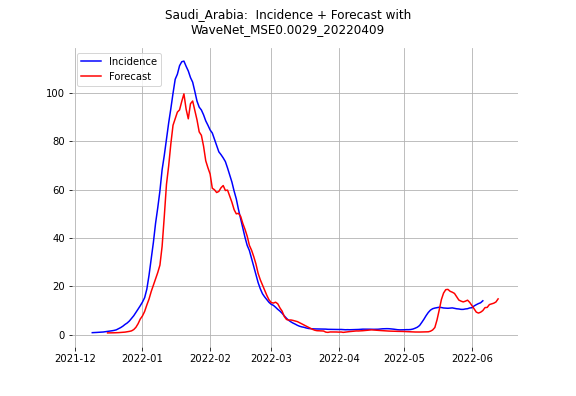 Saudi_Arabia:  Incidence + Forecast with
WaveNet_MSE0.0029_20220409
Incidence
Forecast
100
80
60
40
20
0
2021-12 2022-01 2022-02 2022-03 2022-04 2022-05 2022-06